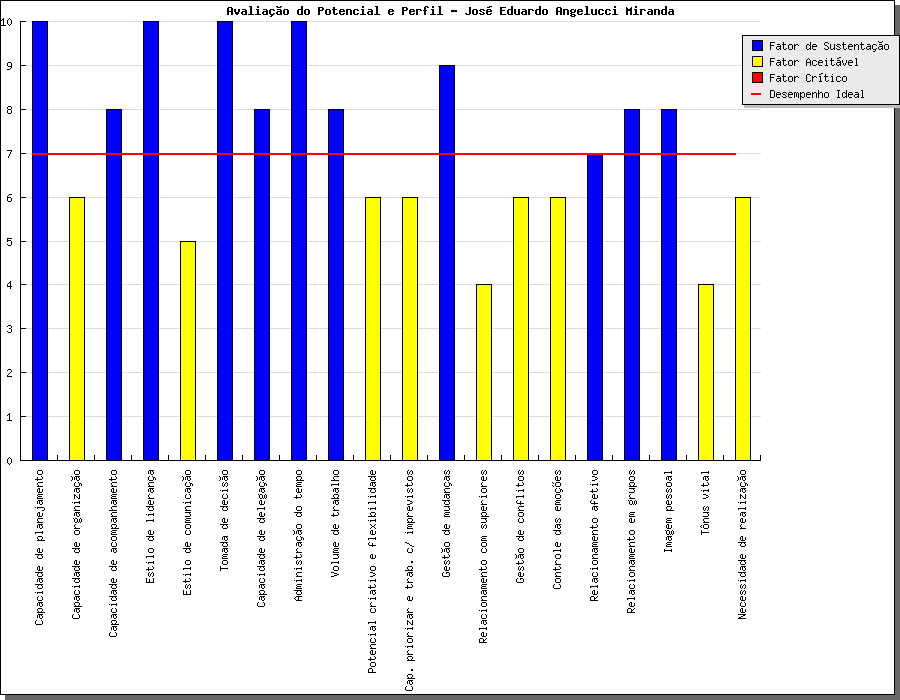 Avaliação do Potencial e Perfil - José Eduardo Angelucci Miranda
Fator de Sustentação
Fator Aceitável
Fator Crítico
Desempenho Ideal
10
9
8
7
6
5
4
3
2
1
0
Capacidade de planejamento
Capacidade de organização
Capacidade de acompanhamento
Estilo de liderança
Estilo de comunicação
Tomada de decisão
Capacidade de delegação
Administração do tempo
Volume de trabalho
Potencial criativo e flexibilidade
Cap. priorizar e trab. c/ imprevistos
Gestão de mudanças
Relacionamento com superiores
Gestão de conflitos
Controle das emoções
Relacionamento afetivo
Relacionamento em grupos
Imagem pessoal
Tônus vital
Necessidade de realização